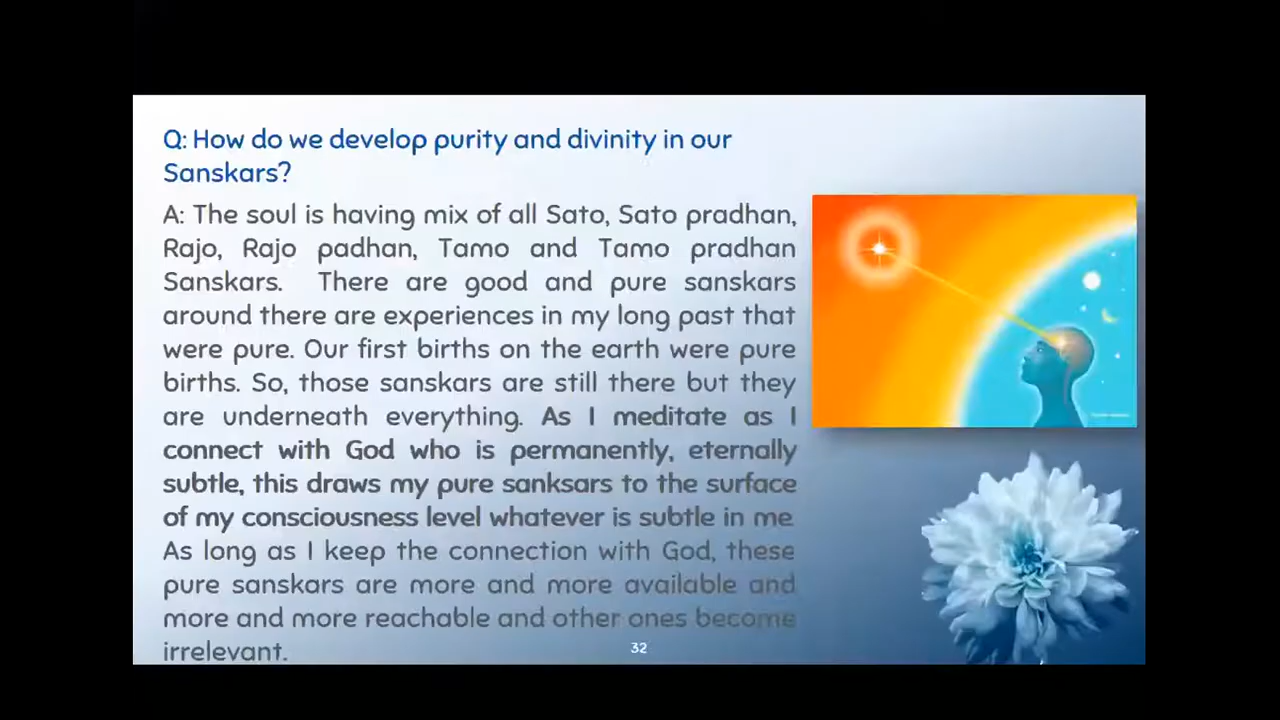 Q: How do we develop purity and divinity in our
Sanskars?
A: The soul is having mix of all Sato, Sato pradhan,
Rajo, Rajo padhan, Tamo and Tamo pradhan
Sanskars. There are good and pure sanskars
around there are experiences in my long past that
were pure. Our first births on the earth were pure
births. So, those sanskars are still there but they
are underneath everything. As I meditate as I
connect with God who is permanently, eternally
subtle, this draws my pure sanksars to the surface
of my consciousness level whatever is subtle in me
As long as I keep the connection with God, these
pure sanskars are more and more available and
more and more reachable and other ones become
irrelevant.
32